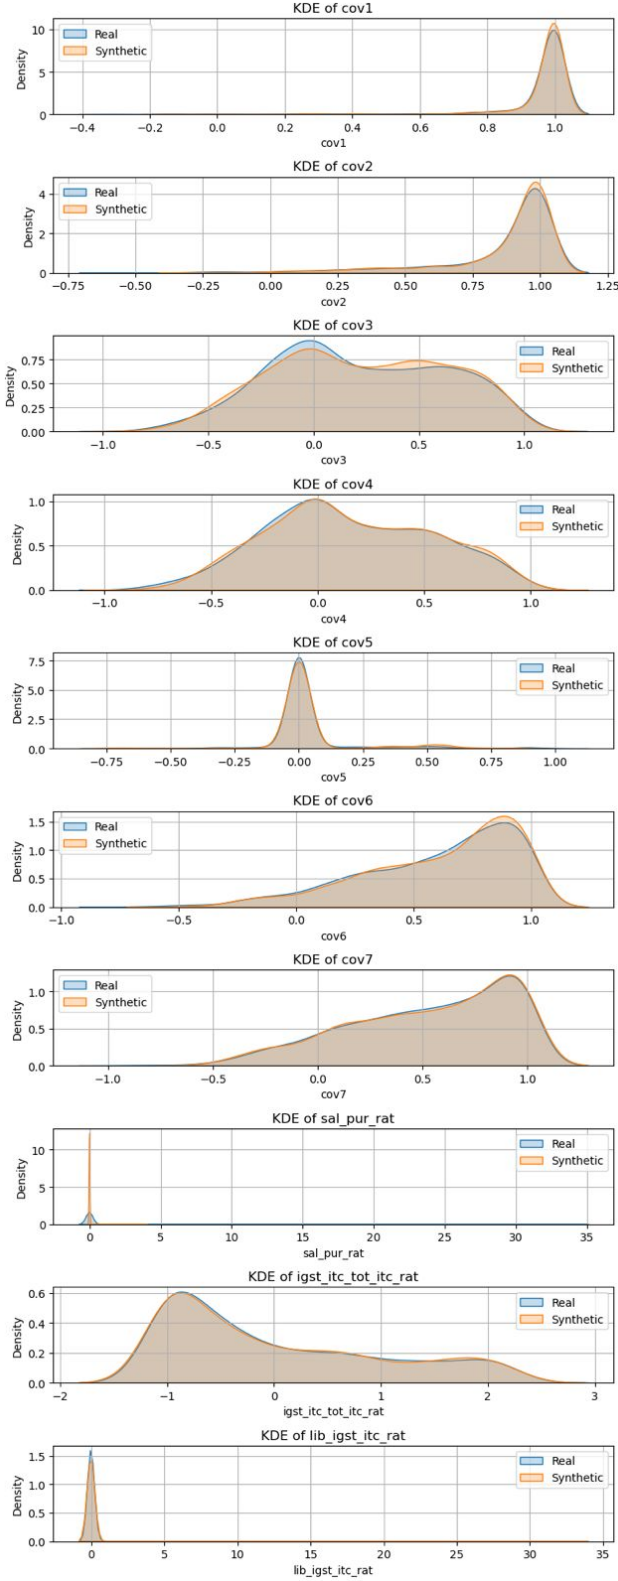 KDE of cov1
Real
Synthetic
Density
10
5
0
−0.4 −0.2 0.0 0.2 0.4 0.6 0.8 1.0
cov1
KDE of cov2
Real
Synthetic
Density
4
2
0
−0.75 −0.50 −0.25 0.00 0.25 0.50 0.75 1.00 1.25
cov2
KDE of cov3
Real
Synthetic
Density
0.75
0.50
0.25
0.00
−1.0 −0.5 0.0 0.5 1.0
cov3
KDE of cov4
Real
Synthetic
Density
1.0
0.5
0.0
−1.0 −0.5 0.0 0.5 1.0
cov4
KDE of cov5
Real
Synthetic
Density
7.5
5.0
2.5
0.0
−0.75 −0.50 −0.25 0.00 0.25 0.50 0.75 1.00
cov5
KDE of cov6
Real
Synthetic
Density
1.5
1.0
0.5
0.0
−1.0 −0.5 0.0 0.5 1.0
cov6
KDE of cov7
Real
Synthetic
Density
1.0
0.5
0.0
−1.0 −0.5 0.0 0.5 1.0
cov7
KDE of sal_pur_rat
Real
Synthetic
Density
10
5
0
0 5 10 15 20 25 30 35
sal_pur_rat
KDE of igst_itc_tot_itc_rat
Real
Synthetic
Density
0.6
0.4
0.2
0.0
−2 −1 0 1 2 3
igst_itc_tot_itc_rat
KDE of lib_igst_itc_rat
Real
Synthetic
Density
1.5
1.0
0.5
0.0
0 5 10 15 20 25 30 35
lib_igst_itc_rat